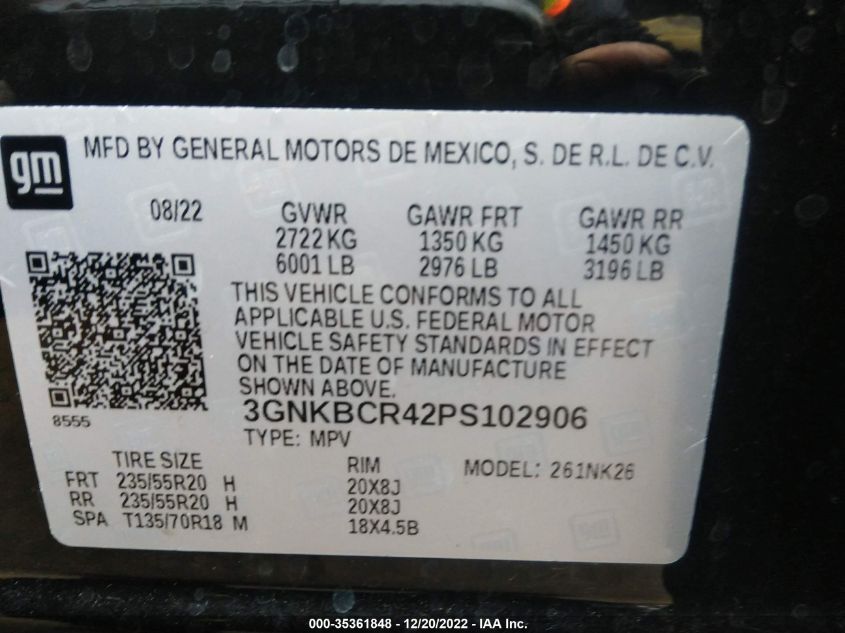 gm
MFD BY GENERAL MOTORS DE MEXICO, S. DE R.L. DE C.V.
08/22 GVWR GAWR FRT GAWR RR
2722 KG 1350 KG 1450 KG
6001 LB 2976 LB 3196 LB
THIS VEHICLE CONFORMS TO ALL
APPLICABLE U.S. FEDERAL MOTOR
VEHICLE SAFETY STANDARDS IN EFFECT
ON THE DATE OF MANUFACTURE
SHOWN ABOVE.
8555
3GNKBCR42PS102906
TYPE: MPV
TIRE SIZE RIM MODEL: 261NK26
FRT 235/55R20 H 20X8J
RR 235/55R20 H 20X8J
SPA T135/70R18 M 18X4.5B
000-35361848 - 12/20/2022 - IAA Inc.